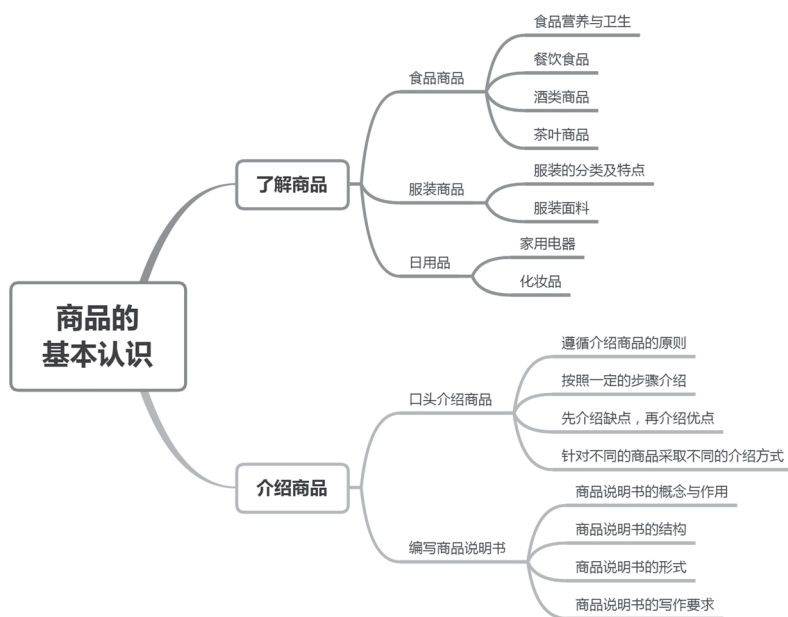 商品的
基本认识
了解商品
食品商品
食品营养与卫生
餐饮食品
酒类商品
茶叶商品
服装商品
服装的分类及特点
服装面料
日用品
家用电器
化妆品
介绍商品
口头介绍商品
遵循介绍商品的原则
按照一定的步骤介绍
先介绍缺点，再介绍优点
针对不同的商品采取不同的介绍方式
编写商品说明书
商品说明书的概念与作用
商品说明书的结构
商品说明书的形式
商品说明书的写作要求